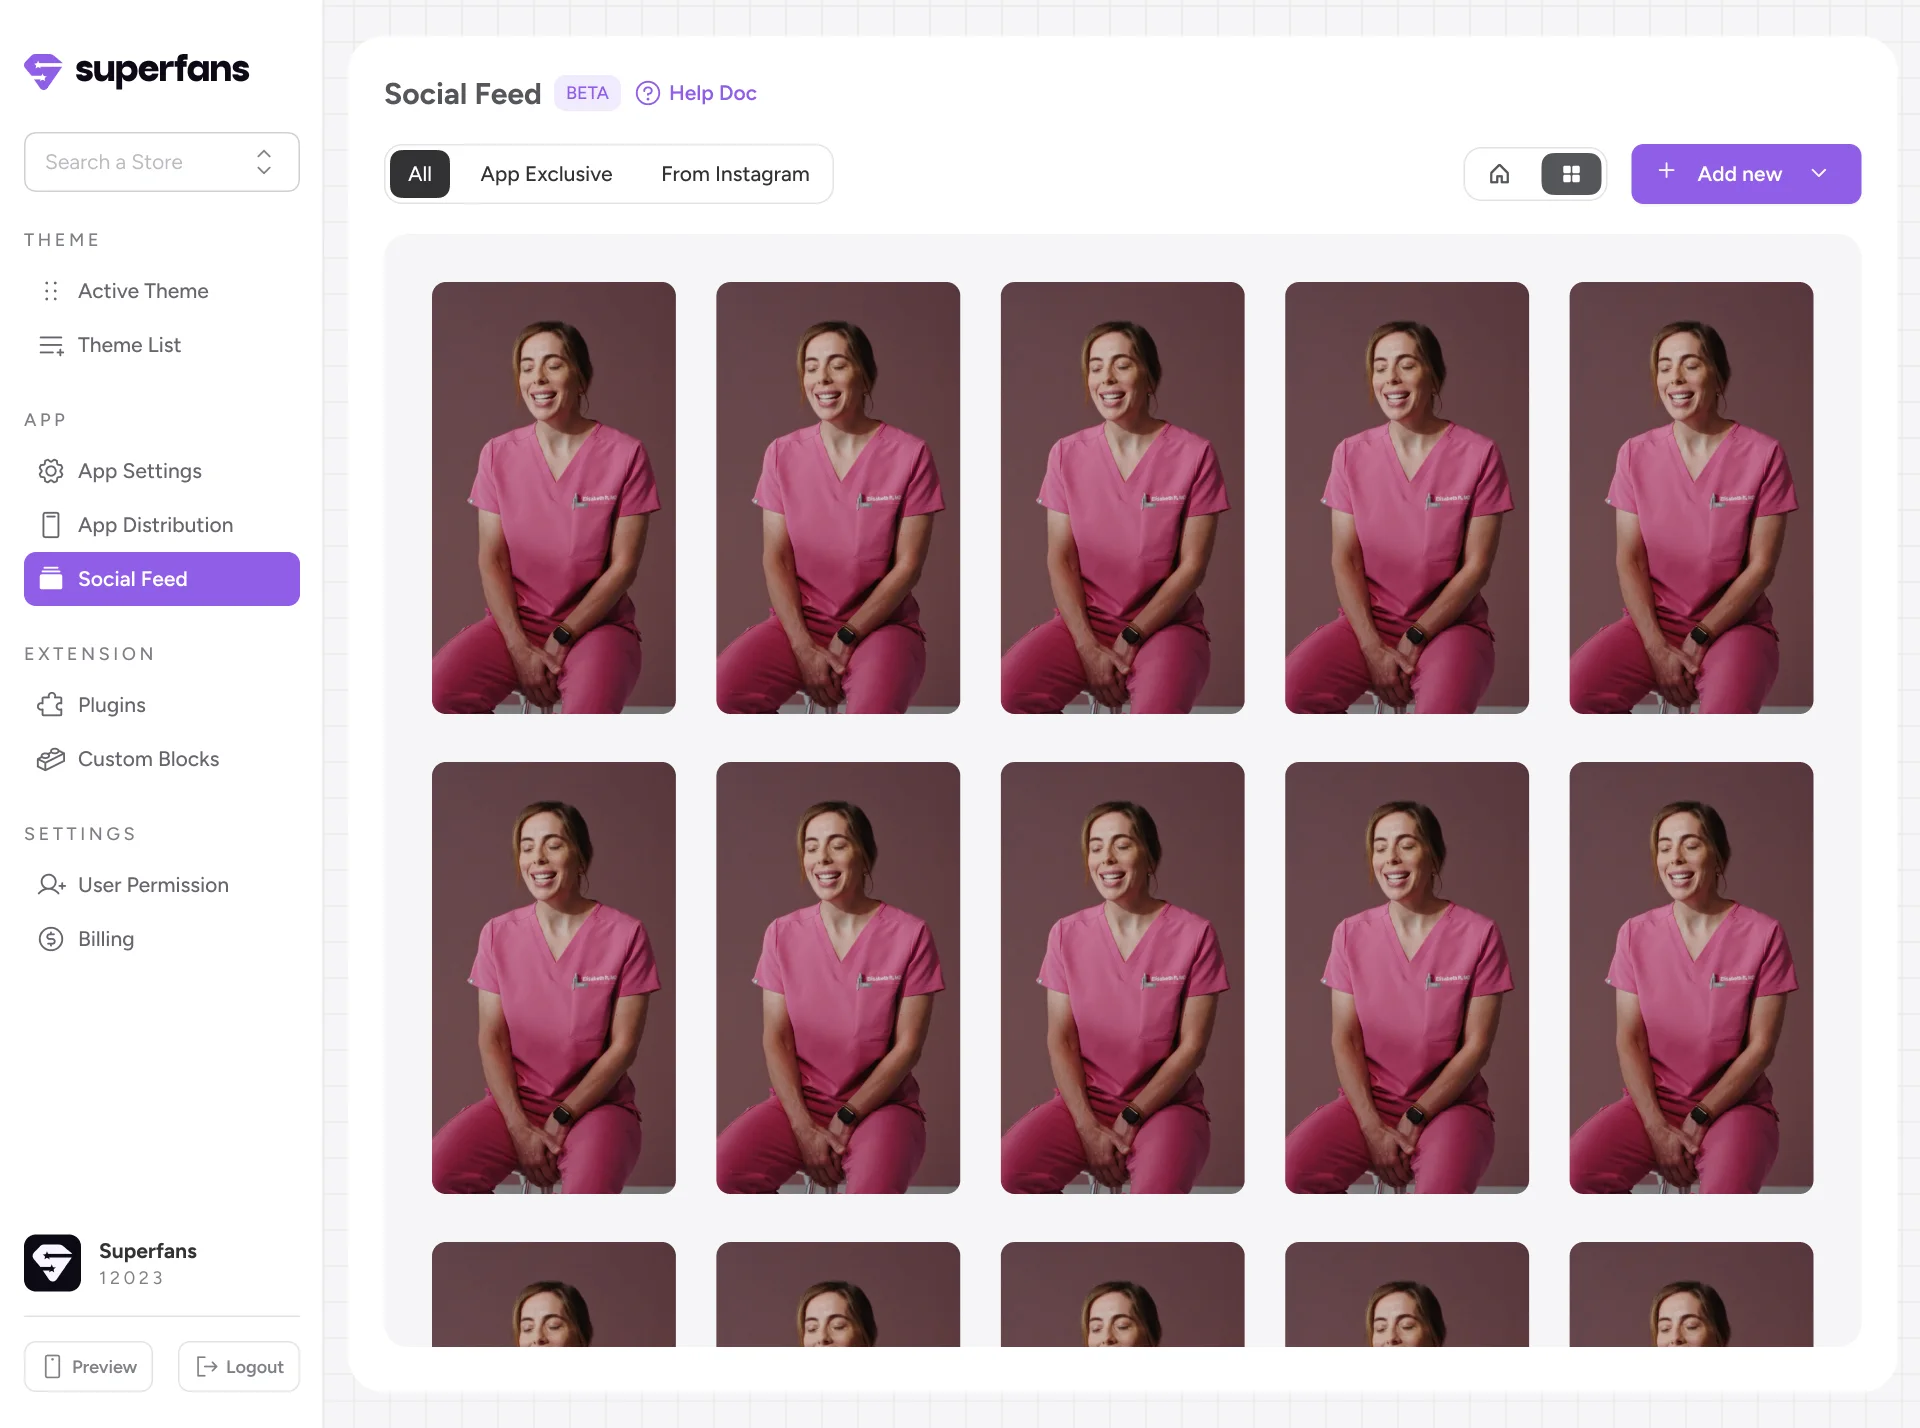 superfans
Search a Store
THEME
Active Theme
Theme List
APP
App Settings
App Distribution
Social Feed
EXTENSION
Plugins
Custom Blocks
SETTINGS
User Permission
Billing
Superfans
12023
Preview
Logout
Social Feed BETA Help Doc
All App Exclusive From Instagram
Add new